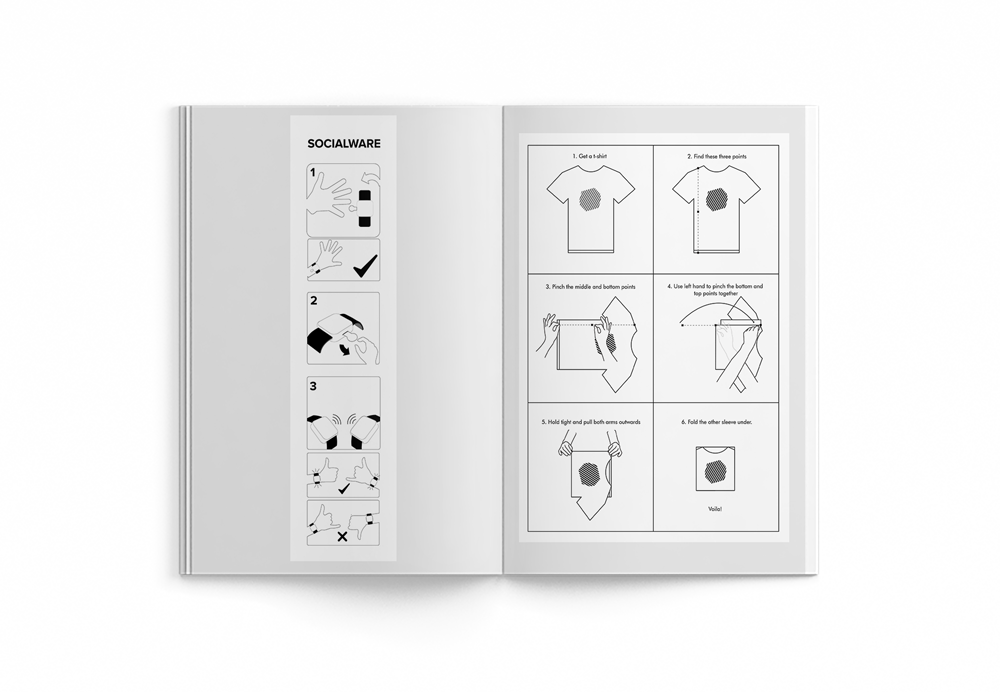 SOCIALWARE
1
2
3
1. Get a t-shirt
2. Find these three points
3. Pinch the middle and bottom points
4. Use left hand to pinch the bottom and
top points together
5. Hold tight and pull both arms outwards
6. Fold the other sleeve under.
Voila!